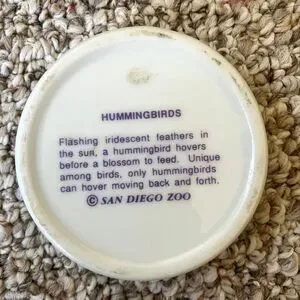 HUMMINGBIRDS
Flashing iridescent feathers in
the sun, a hummingbird hovers
before a blossom to feed. Unique
among birds, only hummingbirds
can hover moving back and forth.
© SAN DIEGO ZOO